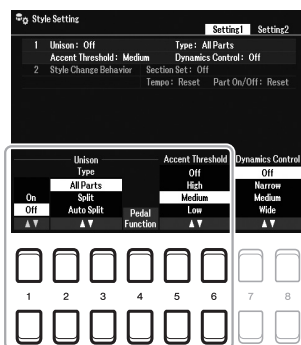 Style Setting
Setting1 Setting2
1 Unison: Off Type: All Parts
Accent Threshold: Medium Dynamics Control: Off
2 Style Change Behavior Section Set: Off
Tempo: Reset Part On/Off: Reset
Unison Accent Threshold Dynamics Control
Type Off Off
All Parts High Narrow
On Split Medium Medium
Off Auto Split Pedal Low Wide
▲▼ ▲▼ Function ▲▼ ▲▼
1 2 3 4 5 6 7 8